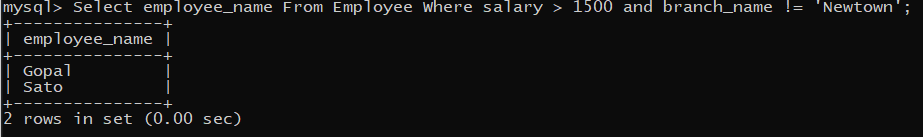 mysql> Select employee_name From Employee Where salary > 1500 and branch_name != 'Newtown';
+---------------+
| employee_name |
+---------------+
| Gopal         |
| Sato          |
+---------------+
2 rows in set (0.00 sec)